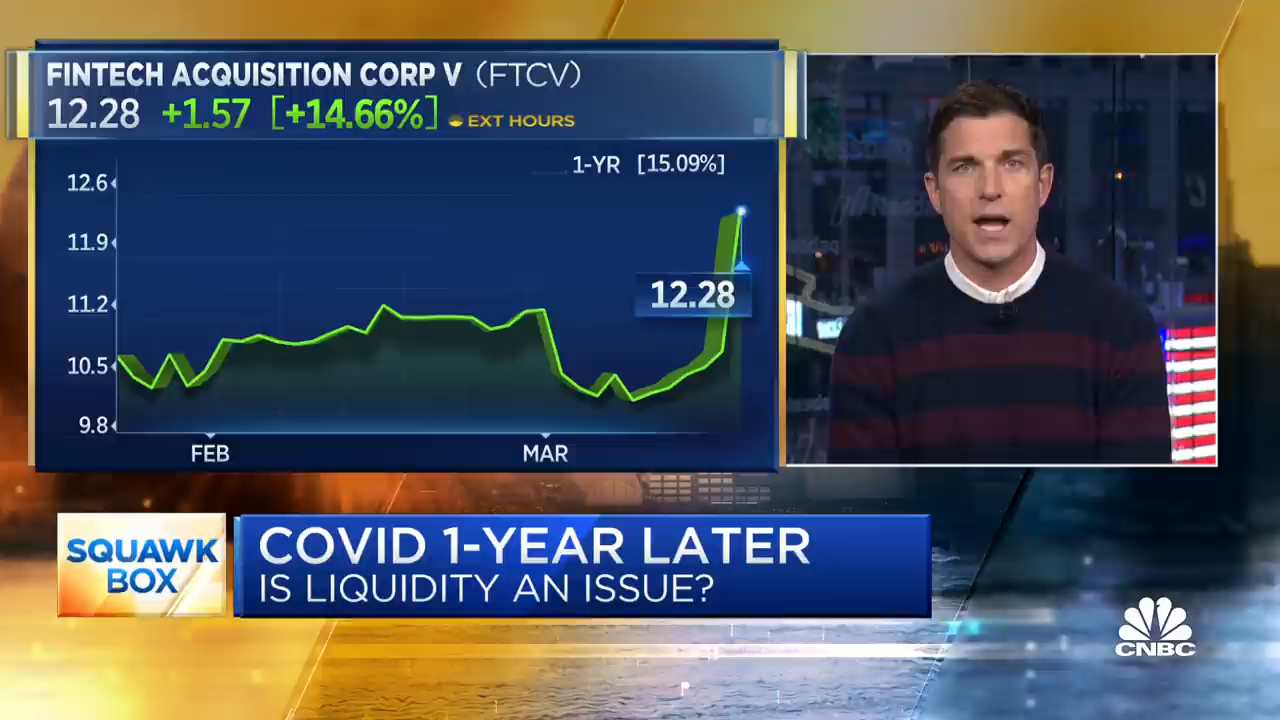 FINTECH ACQUISITION CORP V (FTCV)
12.28 +1.57 [+14.66%] EXT HOURS
1-YR [15.09%]
12.6
11.9
11.2
10.5
9.8
12.28
FEB MAR
SQUAWK
BOX
COVID 1-YEAR LATER
IS LIQUIDITY AN ISSUE?
CNBC